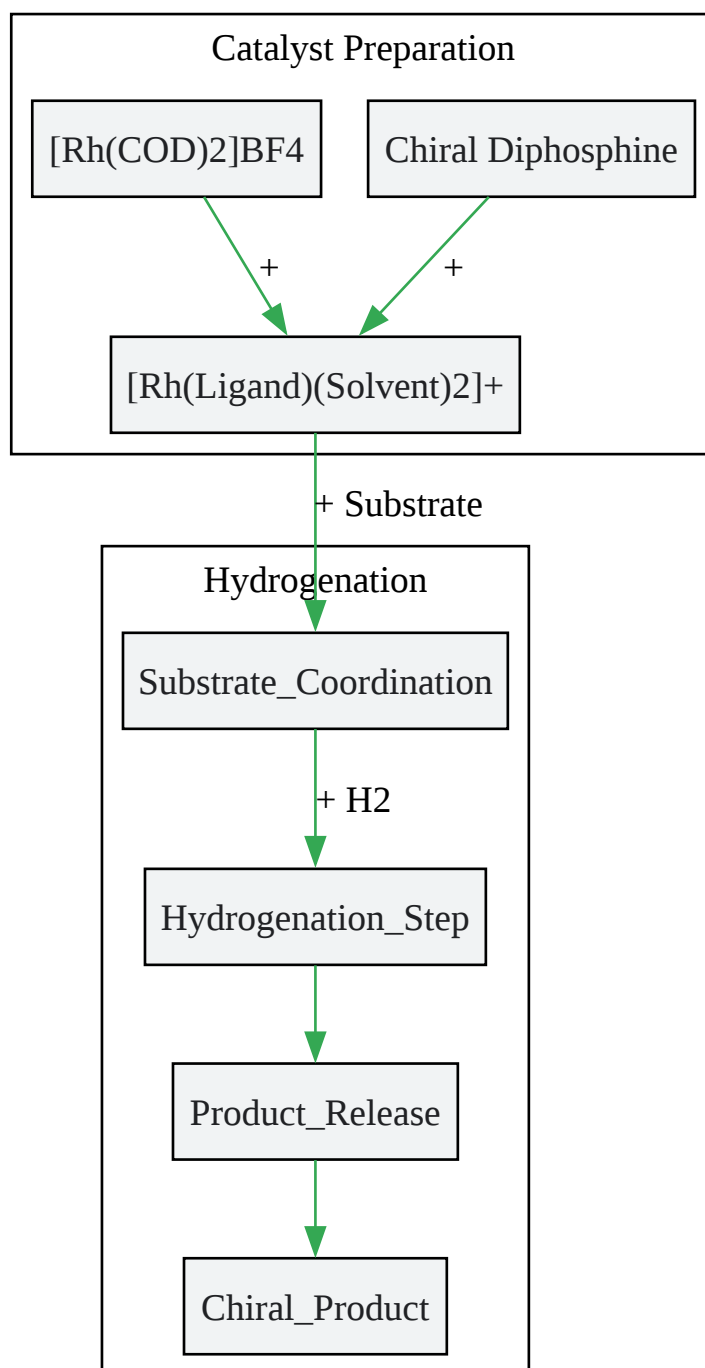 Catalyst Preparation
[Rh(COD)2]BF4
Chiral Diphosphine
+
+
[Rh(Ligand)(Solvent)2]+
+ Substrate
Hydrogenation
Substrate_Coordination
+ H2
Hydrogenation_Step
Product_Release
Chiral_Product